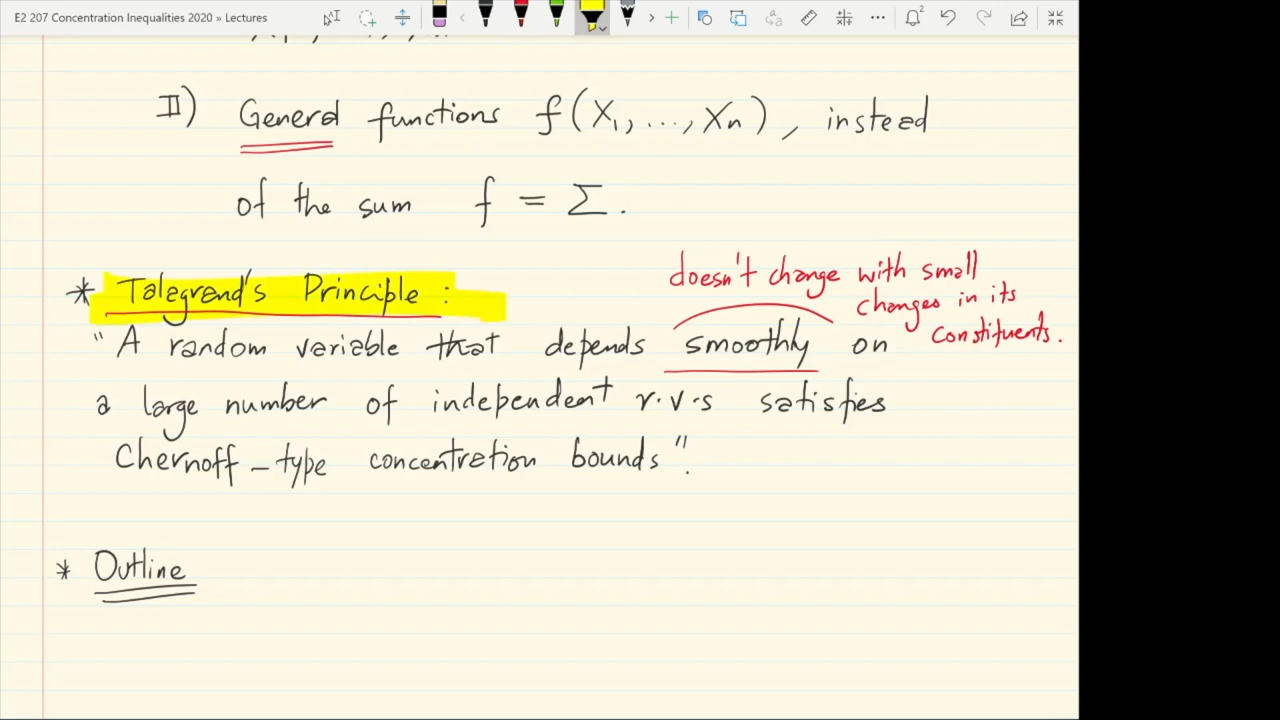 E2 207 Concentration Inequalities 2020 » Lectures
II) General functions f(X₁, ..., Xn), instead
of the sum f = Σ.
* Talagrand's Principle :
doesn't change with small
changes in its
constituents.
" A random variable that depends smoothly on
a large number of independent r.v.s satisfies
Chernoff-type concentration bounds".
* Outline